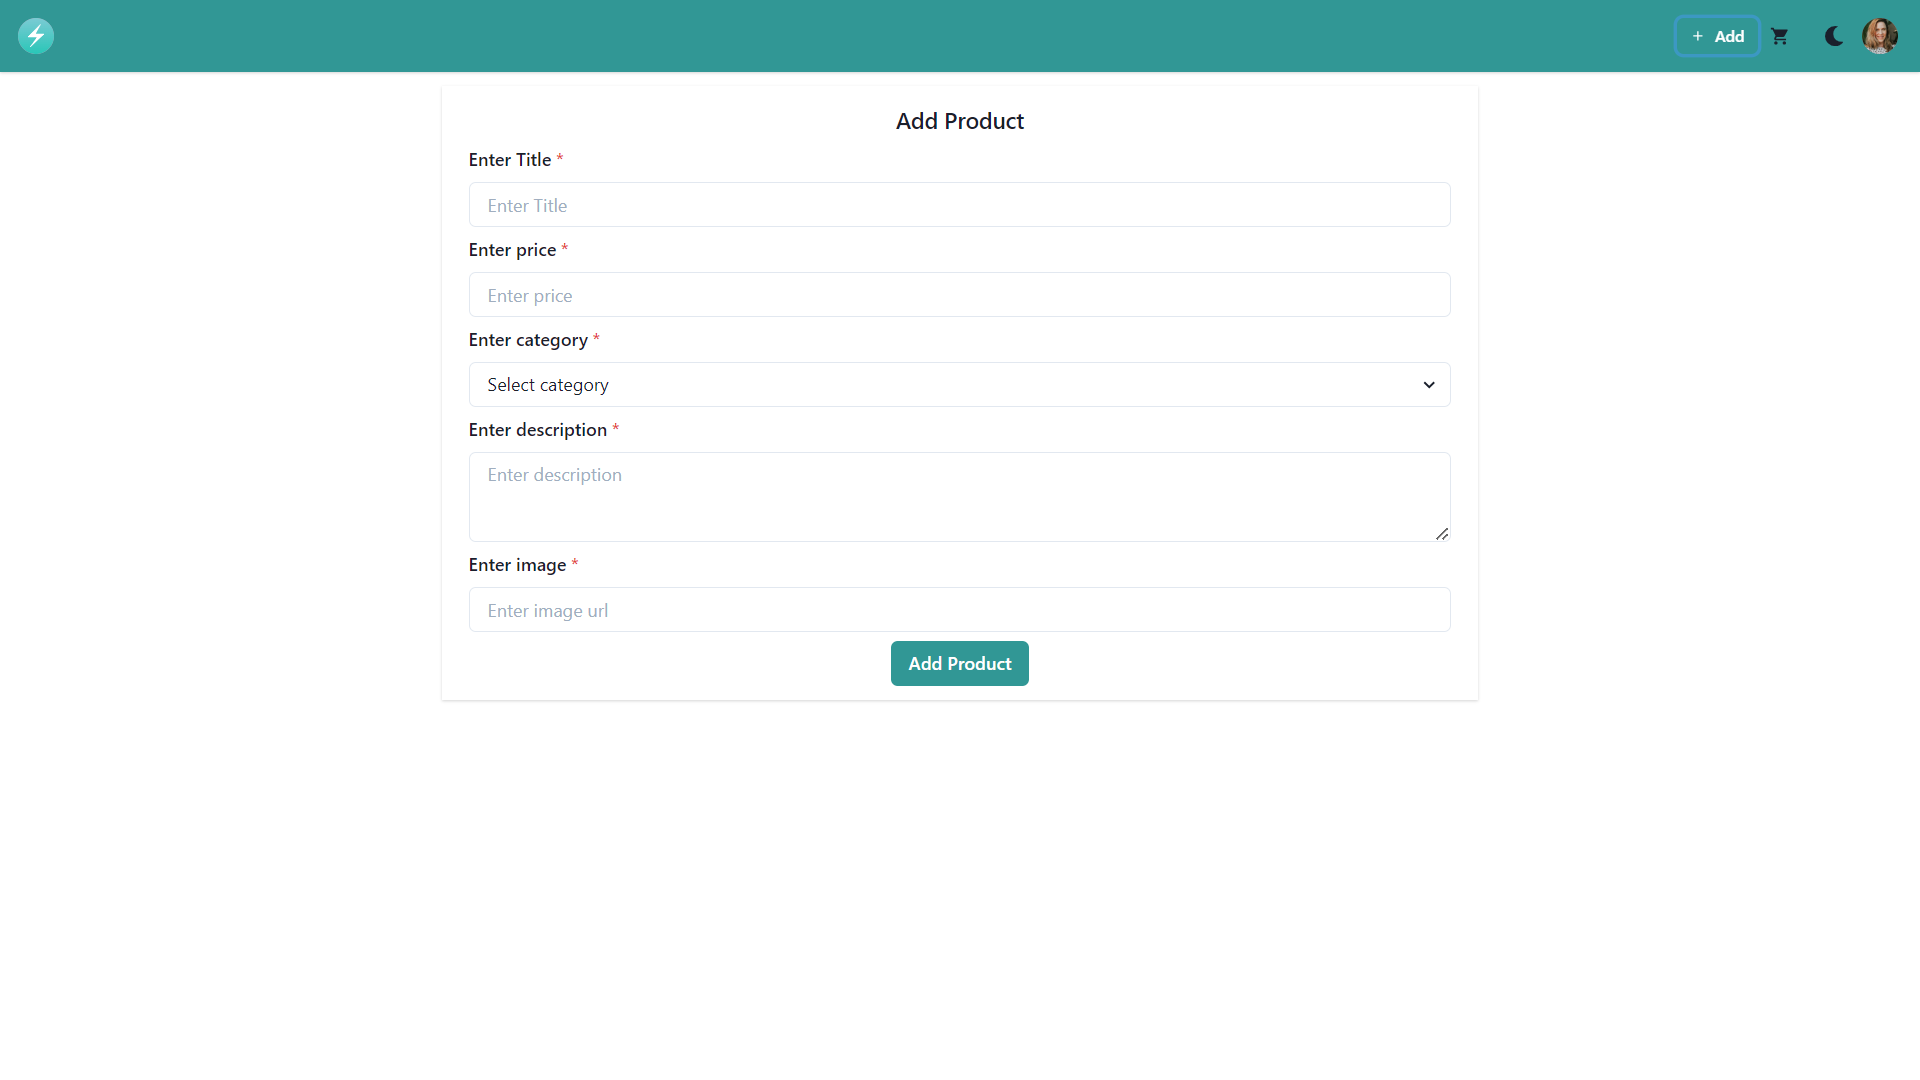 + Add
Add Product
Enter Title *
Enter Title
Enter price *
Enter price
Enter category *
Select category
Enter description *
Enter description
Enter image *
Enter image url
Add Product